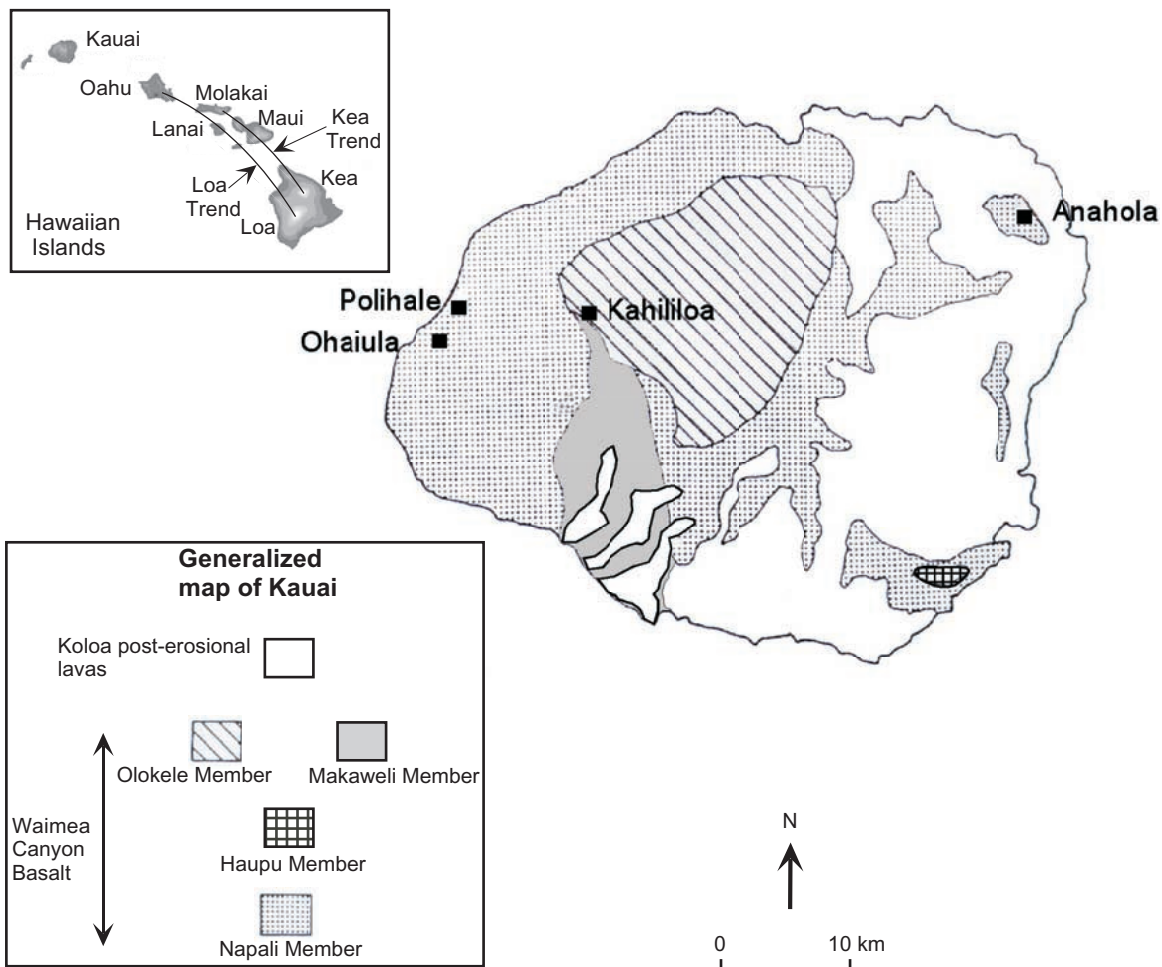 Kauai
Oahu
Molakai
Lanai
Maui
Kea
Trend
Loa
Trend
Kea
Loa
Hawaiian
Islands
Anahola
Polihale
Kahililoa
Ohaiula
Generalized
map of Kauai
Koloa post-erosional
lavas
Olokele Member
Makaweli Member
Waimea
Canyon
Basalt
Haupu Member
Napali Member
N
0 10 km